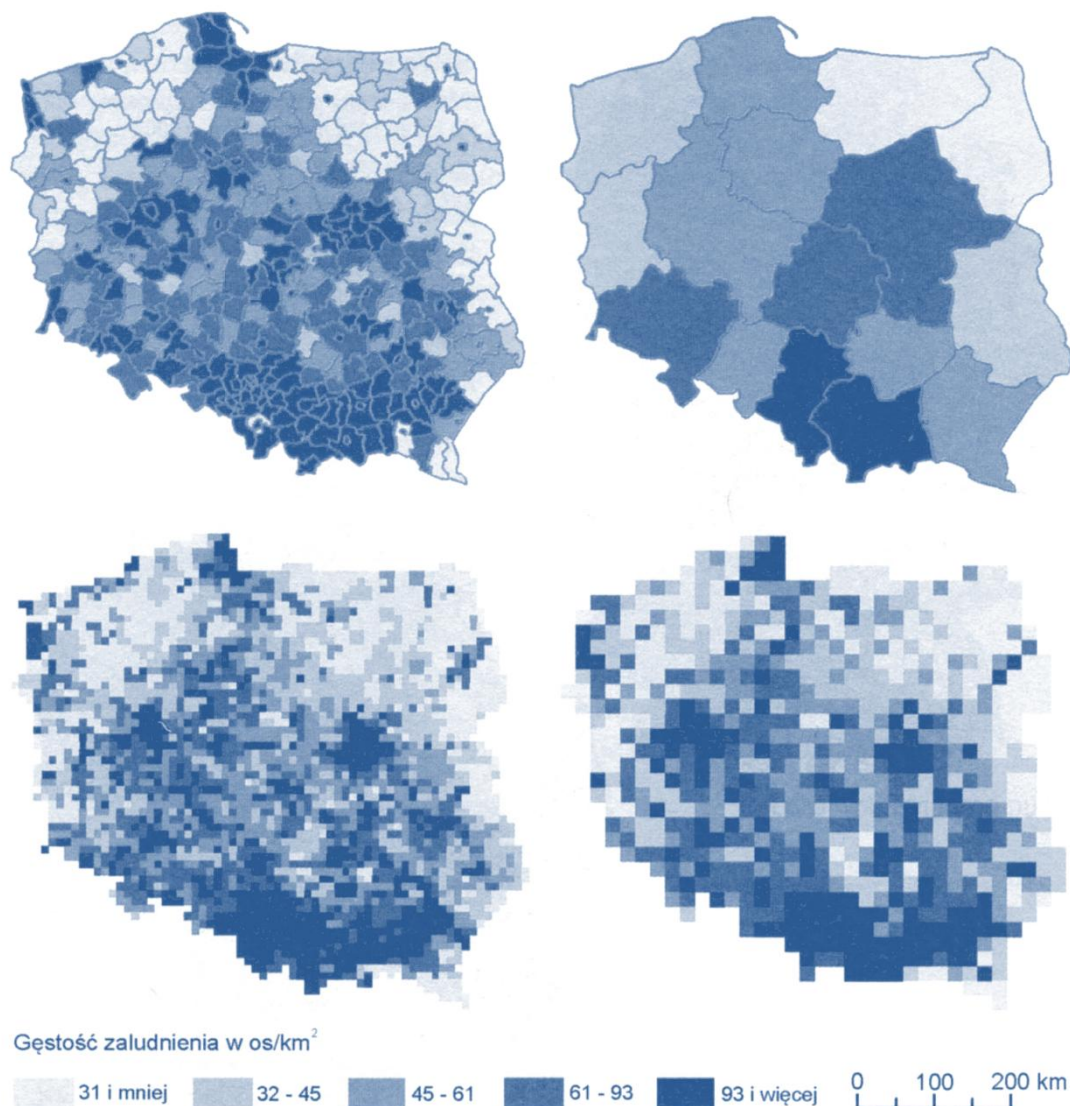 Gęstość zaludnienia w os/km²
31 i mniej 32 - 45 45 - 61 61 - 93 93 i więcej 0 100 200 km